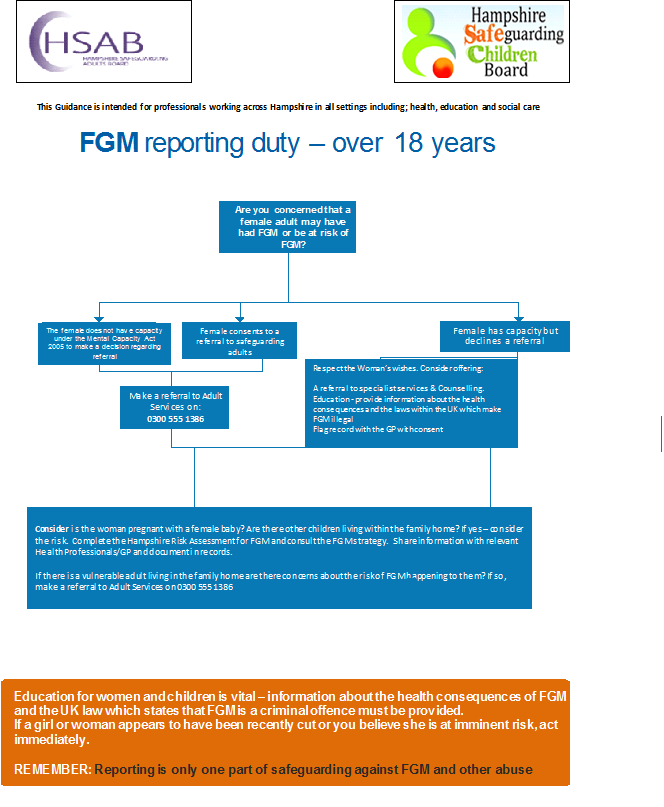 HSAB
HAMPSHIRE SAFEGUARDING
ADULTS BOARD
Hampshire
Safeguarding
Children
Board
This Guidance is intended for professionals working across Hampshire in all settings including; health, education and social care
FGM reporting duty – over 18 years
Are you concerned that a
female adult may have
had FGM or be at risk of
FGM?
The female does not have capacity
under the Mental Capacity Act
2005 to make a decision regarding
referral
Female consents to a
referral to safeguarding
adults
Female has capacity but
declines a referral
Make a referral to Adult
Services on:
0300 555 1386
Respect the Woman's wishes. Consider offering:
A referral to specialist services & Counselling.
Education - provide information about the health
consequences and the laws within the UK which make
FGM illegal
Flag record with the GP with consent
Consider is the woman pregnant with a female baby? Are there other children living within the family home? If yes – consider
the risk. Complete the Hampshire Risk Assessment for FGM and consult the FGM strategy. Share information with relevant
Health Professionals/GP and document in records.
If there is a vulnerable adult living in the family home are there concerns about the risk of FGM happening to them? If so,
make a referral to Adult Services on 0300 555 1386
Education for women and children is vital – information about the health consequences of FGM
and the UK law which states that FGM is a criminal offence must be provided.
If a girl or woman appears to have been recently cut or you believe she is at imminent risk, act
immediately.
REMEMBER: Reporting is only one part of safeguarding against FGM and other abuse